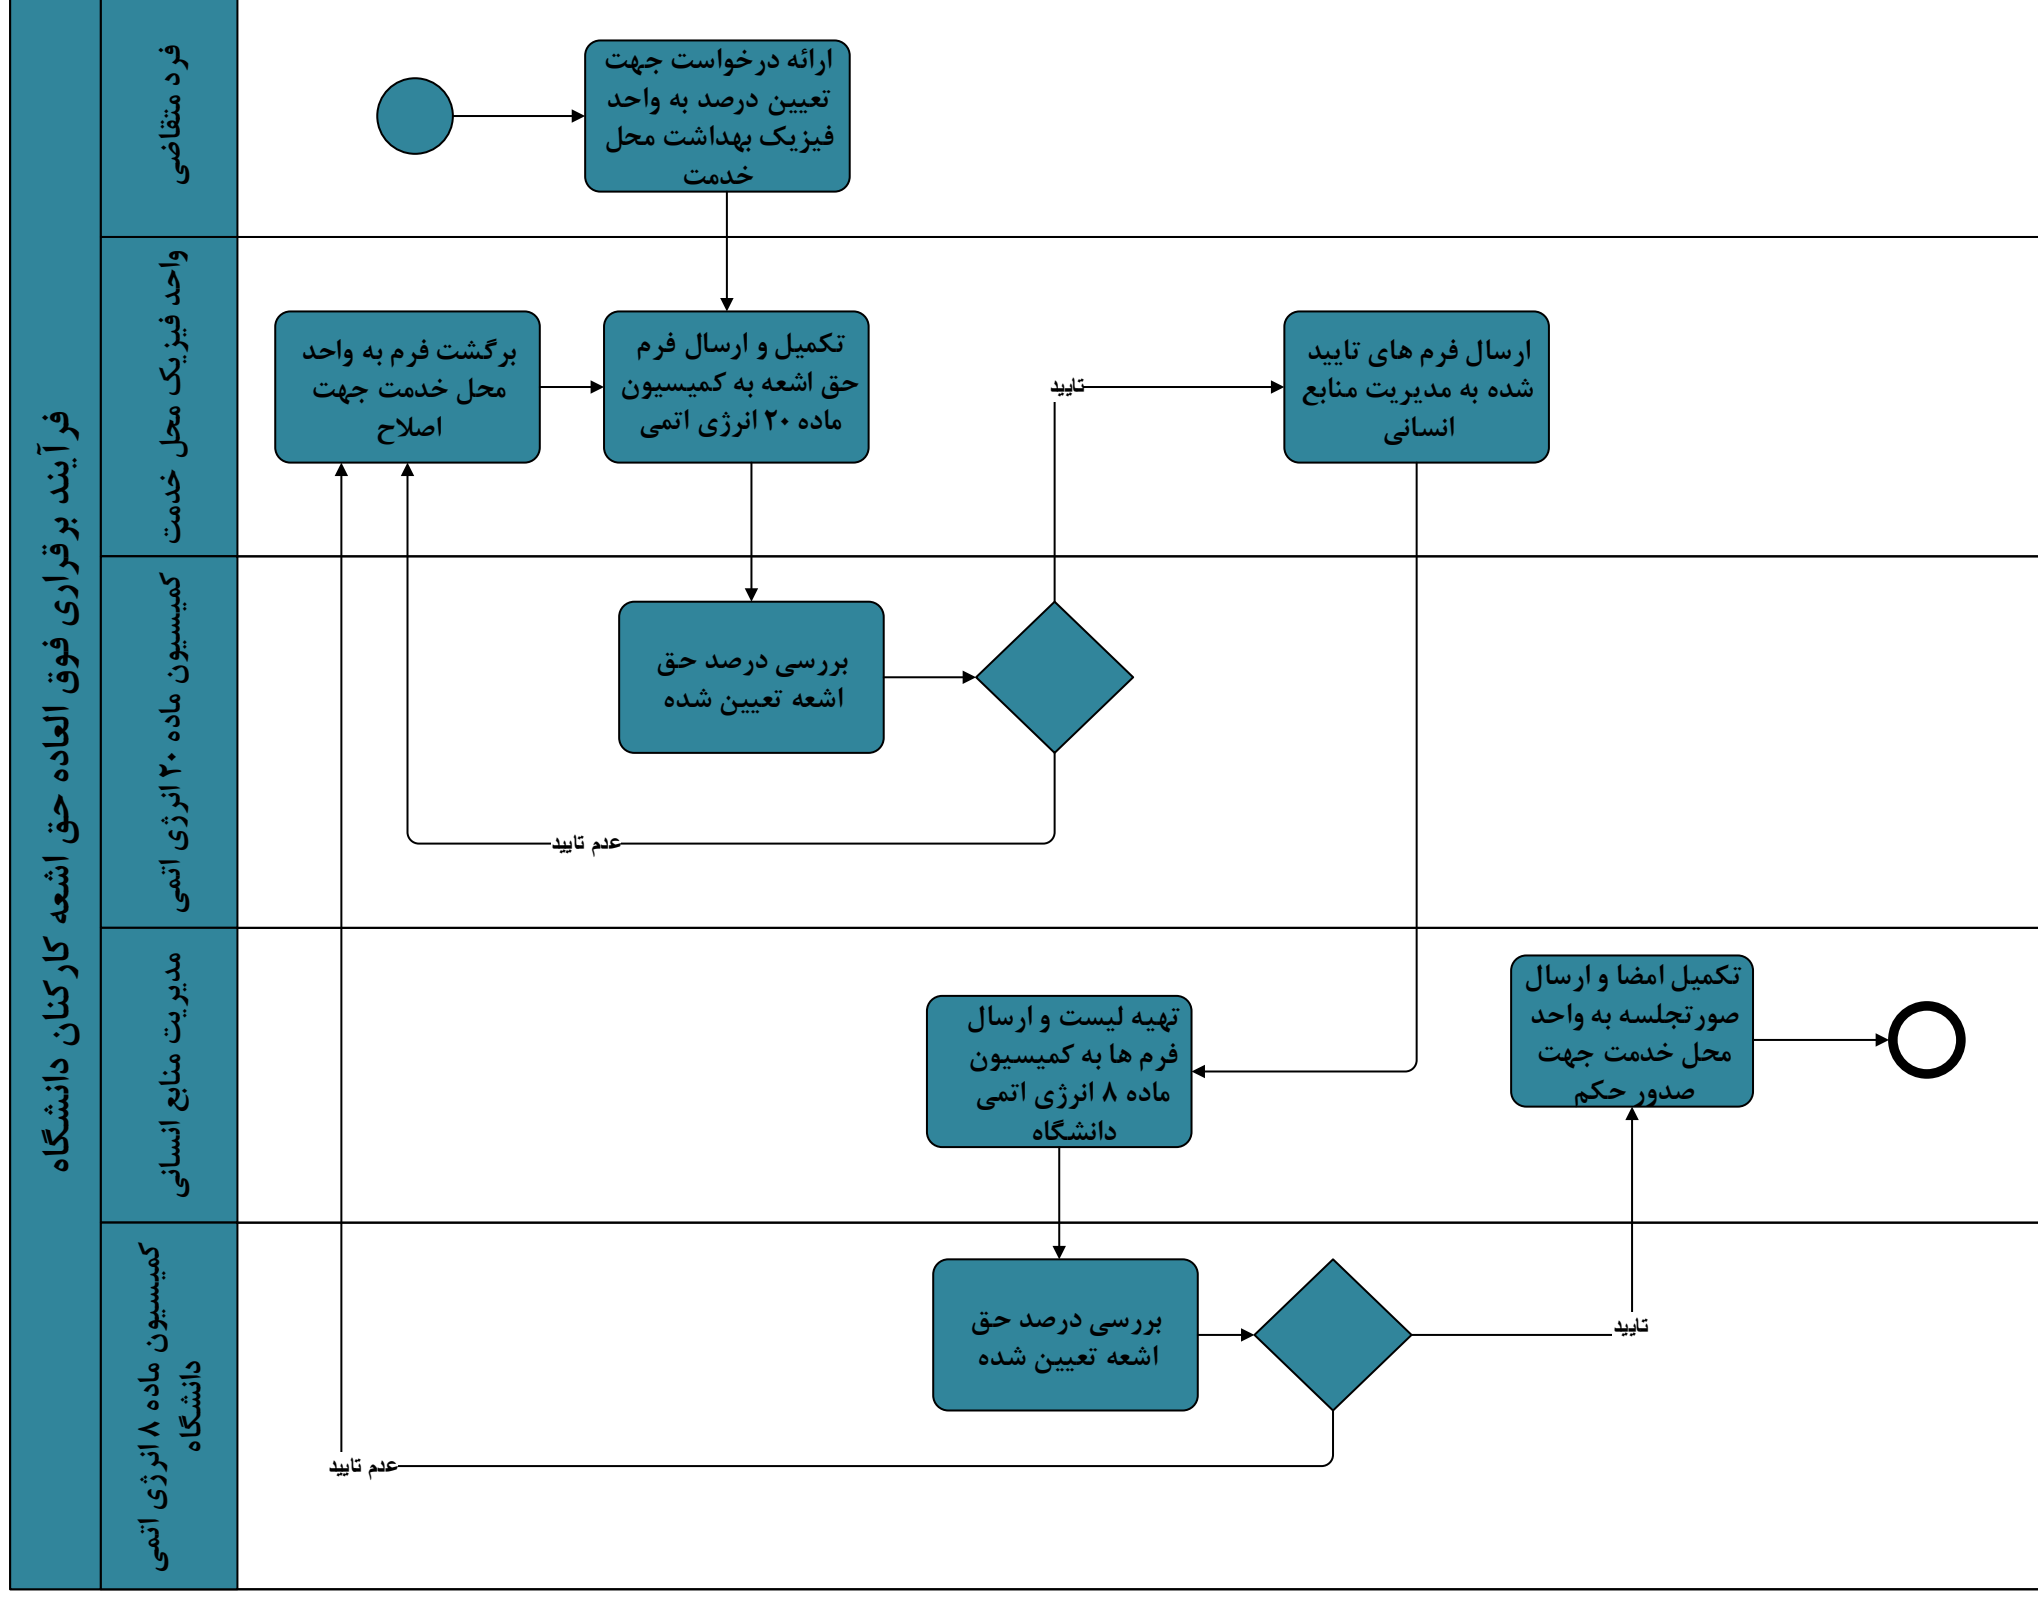 فرآیند برقراری فوق العاده حق اشعه کارکنان دانشگاه
فرد متقاضی
ارائه درخواست جهت
تعیین درصد به واحد
فیزیک بهداشت محل
خدمت
واحد فیزیک محل خدمت
برگشت فرم به واحد
محل خدمت جهت
اصلاح
تکمیل و ارسال فرم
حق اشعه به کمیسیون
ماده ۲۰ انرژی اتمی
تایید
ارسال فرم های تایید
شده به مدیریت منابع
انسانی
کمیسیون ماده ۲۰ انرژی اتمی
بررسی درصد حق
اشعه تعیین شده
عدم تایید
مدیریت منابع انسانی
تهیه لیست و ارسال
فرم ها به کمیسیون
ماده ۸ انرژی اتمی
دانشگاه
تکمیل امضا و ارسال
صورتجلسه به واحد
محل خدمت جهت
صدور حکم
کمیسیون ماده ۸ انرژی اتمی
دانشگاه
بررسی درصد حق
اشعه تعیین شده
تایید
عدم تایید